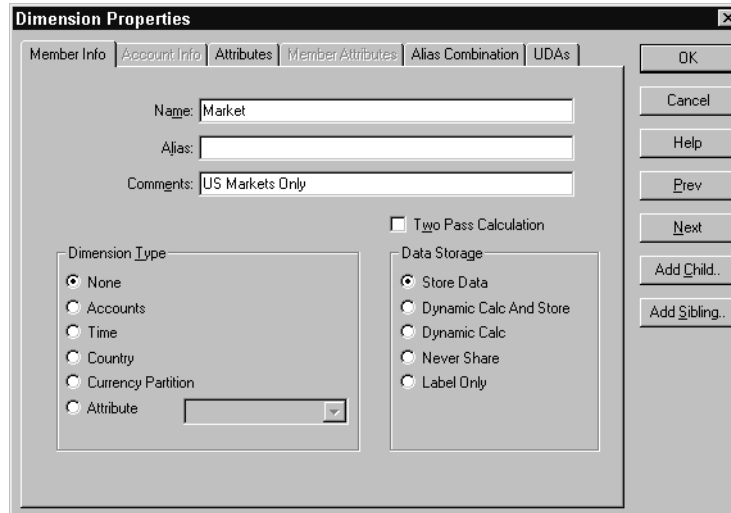 Dimension Properties
Member Info Account Info Attributes Member Attributes Alias Combination UDAs
OK
Name: Market
Cancel
Alias:
Help
Comments: US Markets Only
Prev
Two Pass Calculation
Next
Dimension Type
Data Storage
None
Store Data
Add Child..
Accounts
Dynamic Calc And Store
Add Sibling..
Time
Dynamic Calc
Country
Never Share
Currency Partition
Label Only
Attribute